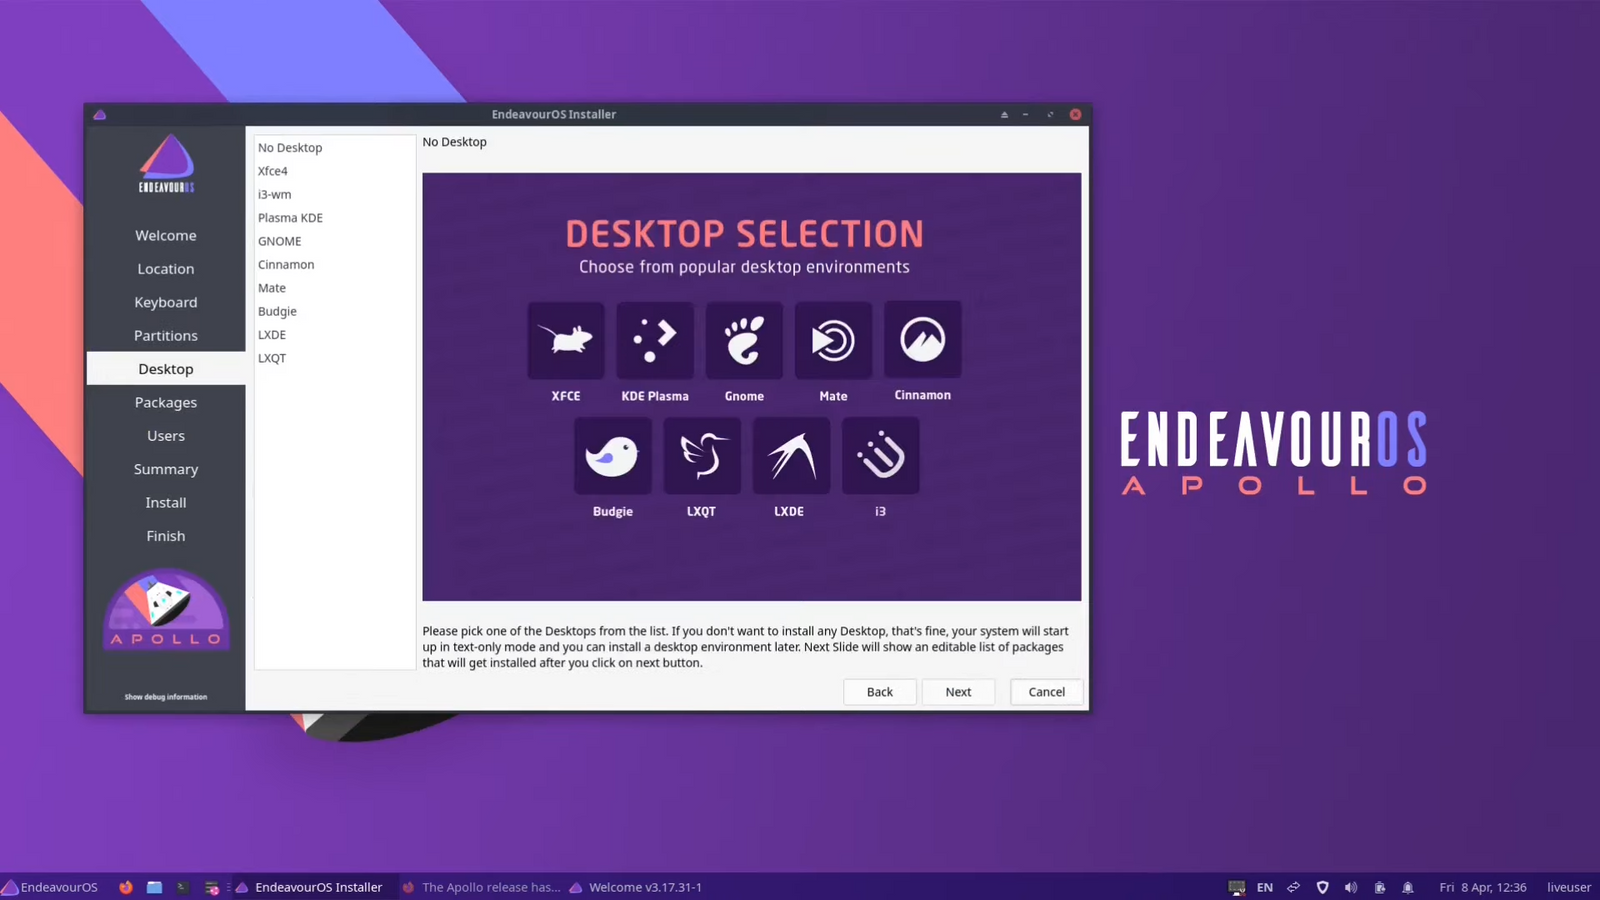 EndeavourOS Installer
ENDEAVOUROS
Welcome
Location
Keyboard
Partitions
Desktop
Packages
Users
Summary
Install
Finish
APOLLO
Show debug information
No Desktop
Xfce4
i3-wm
Plasma KDE
GNOME
Cinnamon
Mate
Budgie
LXDE
LXQT
No Desktop
DESKTOP SELECTION
Choose from popular desktop environments
XFCE
KDE Plasma
Gnome
Mate
Cinnamon
Budgie
LXQT
LXDE
i3
Please pick one of the Desktops from the list. If you don't want to install any Desktop, that's fine, your system will start
up in text-only mode and you can install a desktop environment later. Next Slide will show an editable list of packages
that will get installed after you click on next button.
Back
Next
Cancel
ENDEAVOUROS
APOLLO
EndeavourOS
EndeavourOS Installer
The Apollo release has...
Welcome v3.17.31-1
EN
Fri 8 Apr, 12:36
liveuser